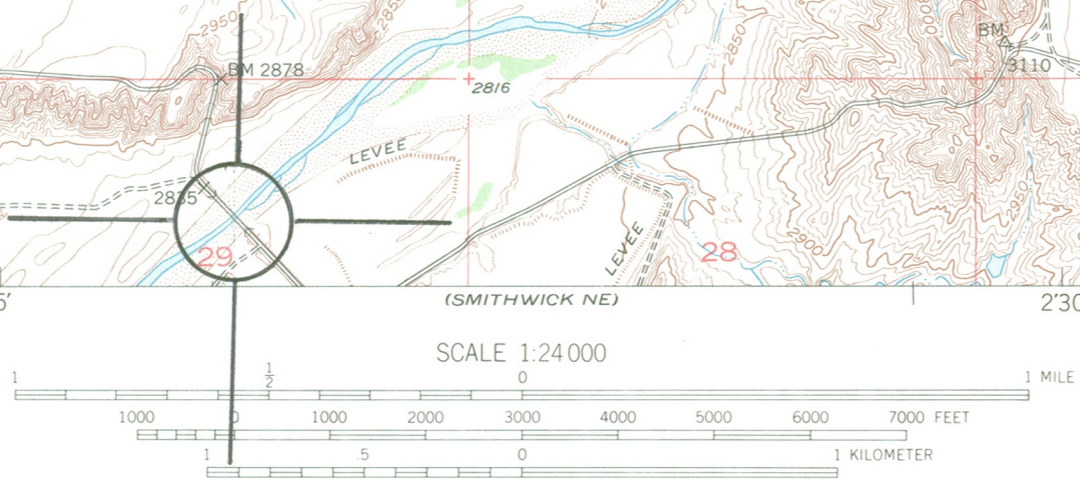 2950
2850
2850
2900
BM
3110
BM 2878
2816
LEVEE
2835
2950
29
LEVEE
28
2900
5'
(SMITHWICK NE)
2'30
SCALE 1:24 000
1 1/2 0 1 MILE
1000 0 1000 2000 3000 4000 5000 6000 7000 FEET
1 .5 0 1 KILOMETER